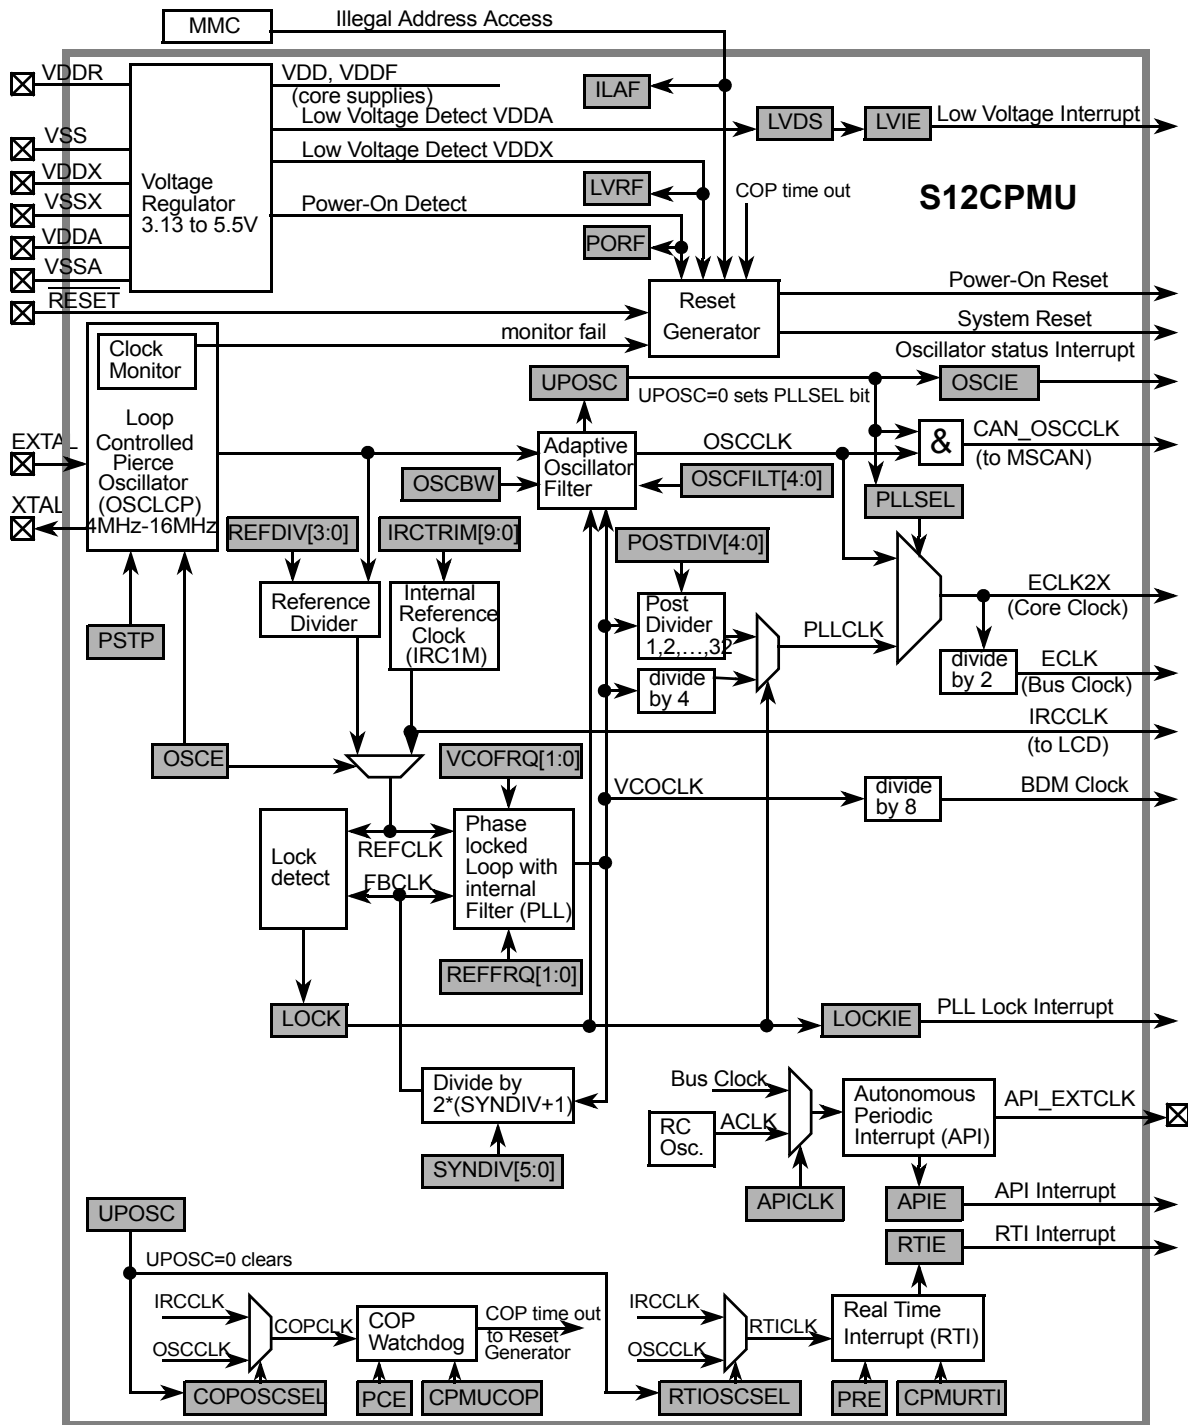 MMC
Illegal Address Access
VDDR
VDD, VDDF
(core supplies)
ILAF
Low Voltage Detect VDDA
LVDS
LVIE
Low Voltage Interrupt
VSS
Low Voltage Detect VDDX
VDDX
Voltage
Regulator
3.13 to 5.5V
LVRF
COP time out
S12CPMU
VSSX
Power-On Detect
VDDA
PORF
VSSA
RESET
Reset
Generator
Power-On Reset
System Reset
monitor fail
Clock
Monitor
Oscillator status Interrupt
UPOSC
UPOSC=0 sets PLLSEL bit
OSCIE
Loop
Controlled
Pierce
Oscillator
(OSCLCP)
4MHz-16MHz
EXTAL
XTAL
Adaptive
Oscillator
Filter
OSCCLK
&
CAN_OSCCLK
(to MSCAN)
OSCBW
OSCFILT[4:0]
PLLSEL
REFDIV[3:0]
IRCTRIM[9:0]
POSTDIV[4:0]
Reference
Divider
Internal
Reference
Clock
(IRC1M)
Post
Divider
1,2,…,32
PLLCLK
ECLK2X
(Core Clock)
PSTP
divide
by 4
divide
by 2
ECLK
(Bus Clock)
IRCCLK
(to LCD)
OSCE
VCOFRQ[1:0]
VCOCLK
divide
by 8
BDM Clock
Lock
detect
REFCLK
FBCLK
Phase
locked
Loop with
internal
Filter (PLL)
REFFRQ[1:0]
LOCK
LOCKIE
PLL Lock Interrupt
Divide by
2*(SYNDIV+1)
Bus Clock
RC
Osc.
ACLK
Autonomous
Periodic
Interrupt (API)
API_EXTCLK
SYNDIV[5:0]
APICLK
APIE
API Interrupt
UPOSC
RTIE
RTI Interrupt
UPOSC=0 clears
IRCCLK
OSCCLK
COPCLK
COP
Watchdog
COP time out
to Reset
Generator
IRCCLK
OSCCLK
RTICLK
Real Time
Interrupt (RTI)
COPOSCSEL
PCE
CPMUCOP
RTIOSCSEL
PRE
CPMURTI